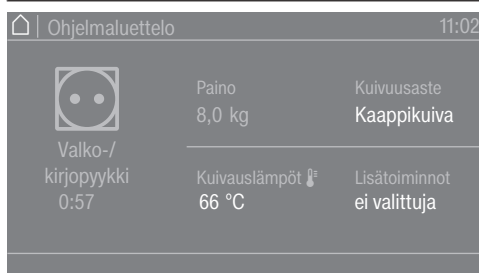 Ohjelmaluettelo 11:02
Paino
8,0 kg
Kuivuusaste
Kaappikuiva
Valko-/
kirjopyykki
0:57
Kuivauslämpöt
66 °C
Lisätoiminnot
ei valittuja